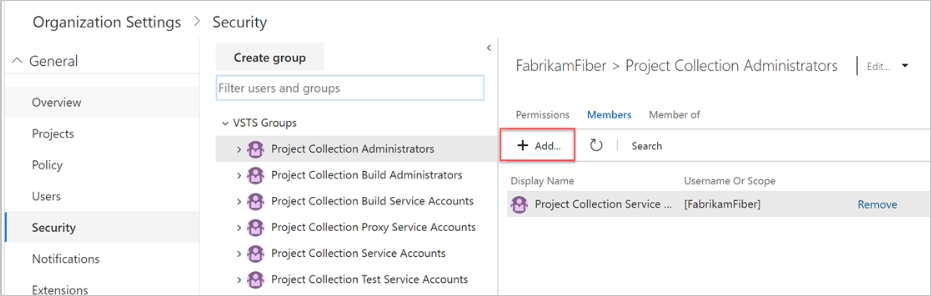 Organization Settings > Security
General
Overview
Projects
Policy
Users
Security
Notifications
Extensions
Create group
Filter users and groups
VSTS Groups
Project Collection Administrators
Project Collection Build Administrators
Project Collection Build Service Accounts
Project Collection Proxy Service Accounts
Project Collection Service Accounts
Project Collection Test Service Accounts
FabrikamFiber > Project Collection Administrators
Edit...
Permissions Members Member of
+ Add... Search
Display Name Username Or Scope
Project Collection Service ... [FabrikamFiber] Remove